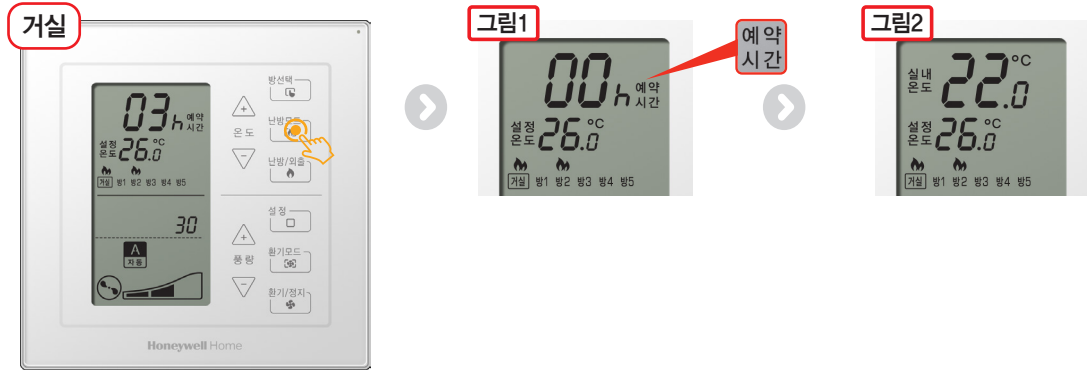 거실
03h 예약
시간
설정
온도 26.0 °C
거실 방1 방2 방3 방4 방5
30
A
자동
방선택
온도
난방모드
난방/외출
설정
풍량
환기모드
환기/정지
Honeywell Home
그림1
00h 예약
시간
예약
시간
설정
온도 26.0 °C
거실 방1 방2 방3 방4 방5
그림2
실내
온도 22.0 °C
설정
온도 26.0 °C
거실 방1 방2 방3 방4 방5